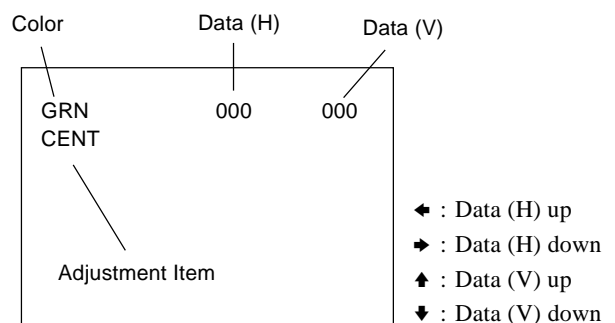 Color Data (H) Data (V)
GRN 000 000
CENT
Adjustment Item
🡸 : Data (H) up
🡺 : Data (H) down
🡹 : Data (V) up
🡻 : Data (V) down